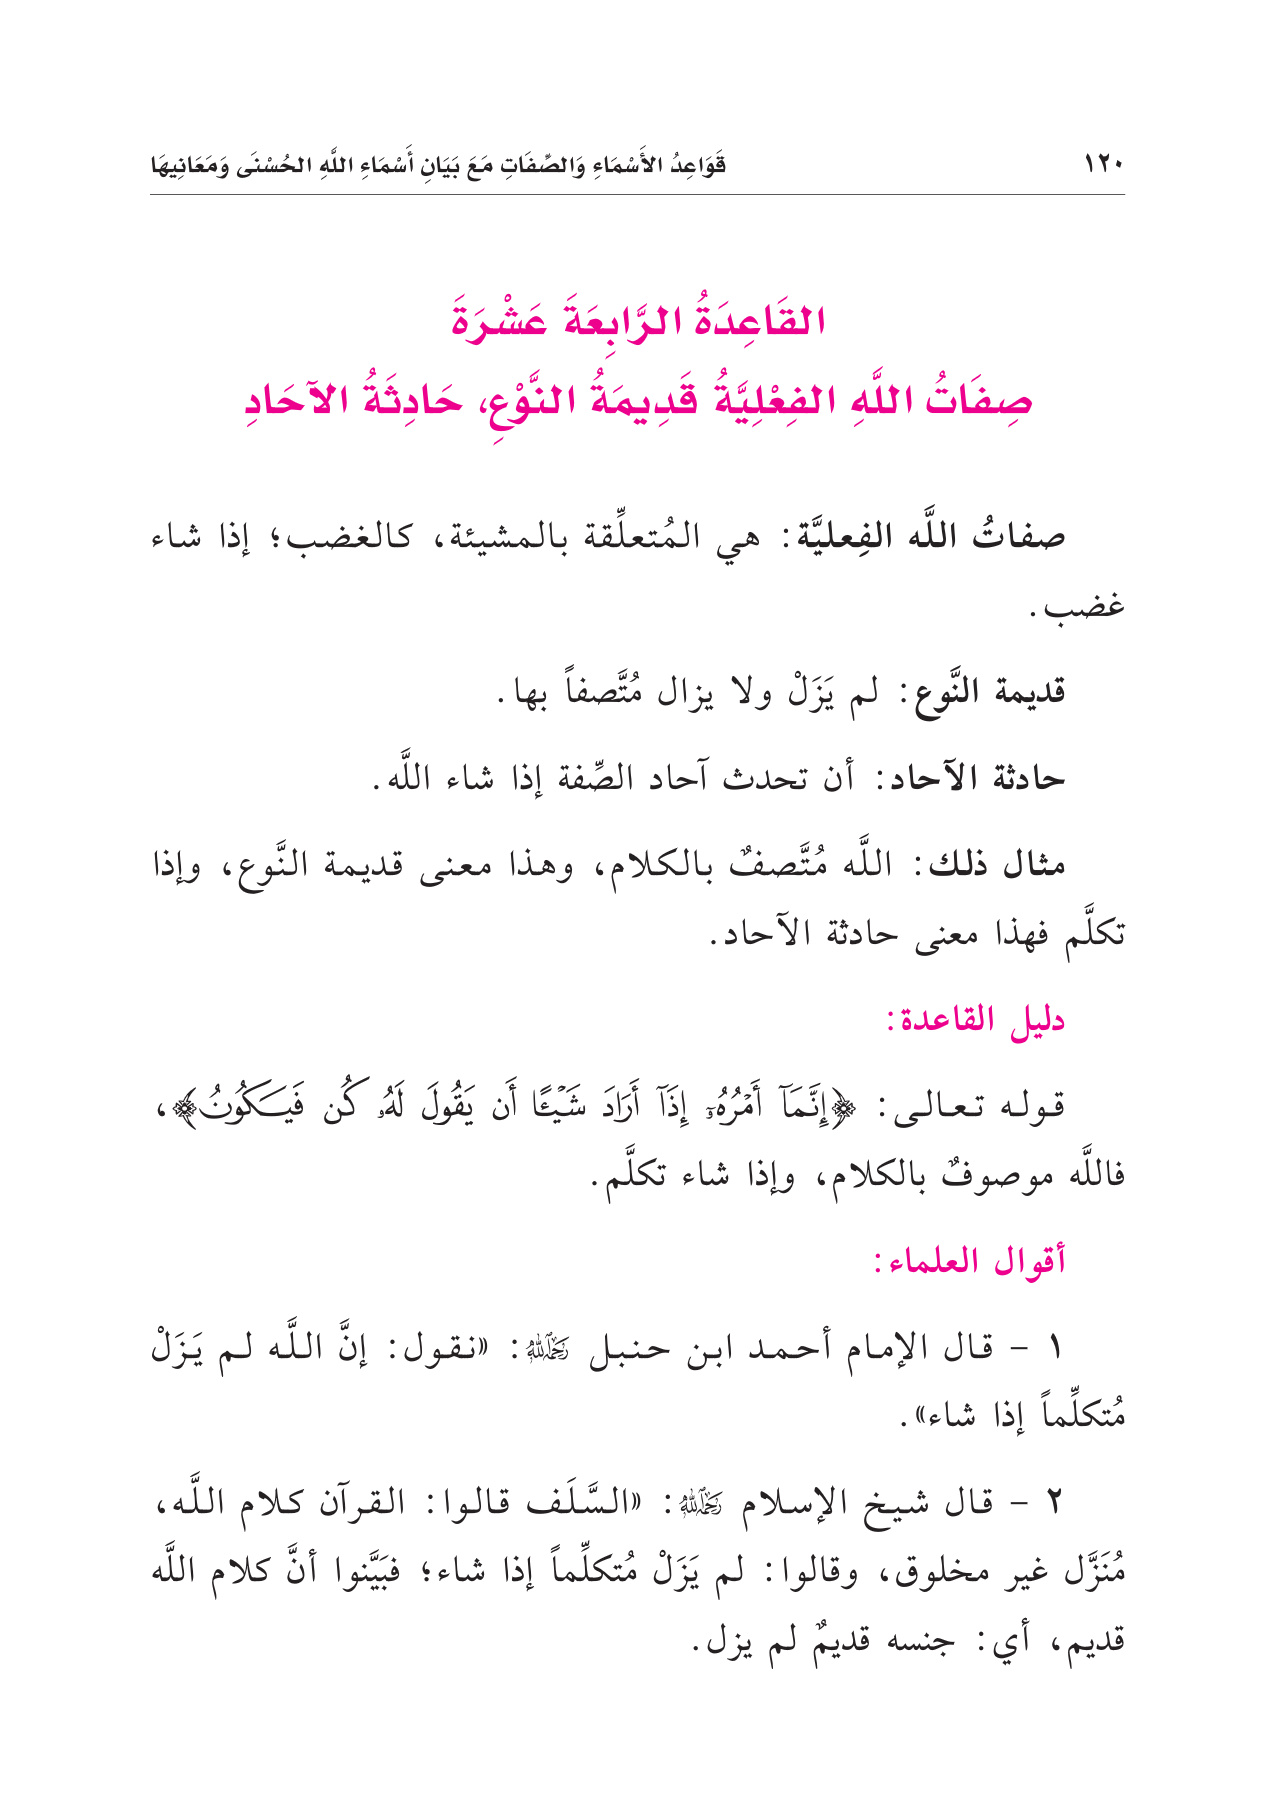 ١٢٠ قَوَاعِدُ الأَسْمَاءِ وَالصِّفَاتِ مَعَ بَيَانِ أَسْمَاءِ اللَّهِ الحُسْنَى وَمَعَانِيهَا
القَاعِدَةُ الرَّابِعَةَ عَشْرَةَ
صِفَاتُ اللَّهِ الفِعْلِيَّةُ قَدِيمَةُ النَّوْعِ، حَادِثَةُ الآحَادِ
صفاتُ اللَّه الفِعليَّة: هي المُتعلِّقة بالمشيئة، كالغضب؛ إذا شاء
غضب.
قديمة النَّوع: لم يَزَلْ ولا يزال مُتَّصفاً بها.
حادثة الآحاد: أن تحدث آحاد الصِّفة إذا شاء اللَّه.
مثال ذلك: اللَّه مُتَّصفٌ بالكلام، وهذا معنى قديمة النَّوع، وإذا
تكلَّم فهذا معنى حادثة الآحاد.
دليل القاعدة:
قوله تعالى: ﴿إِنَّمَآ أَمْرُهُۥٓ إِذَآ أَرَادَ شَيْـًٔا أَن يَقُولَ لَهُۥ كُن فَيَكُونُ﴾،
فاللَّه موصوفٌ بالكلام، وإذا شاء تكلَّم.
أقوال العلماء:
١ – قال الإمام أحمد ابن حنبل رَحِمَهُ اللَّهُ: «نقول: إنَّ اللَّه لم يَزَلْ
مُتكلِّماً إذا شاء».
٢ – قال شيخ الإسلام رَحِمَهُ اللَّهُ: «السَّلَف قالوا: القرآن كلام اللَّه،
مُنَزَّل غير مخلوق، وقالوا: لم يَزَلْ مُتكلِّماً إذا شاء؛ فبَيَّنوا أنَّ كلام اللَّه
قديم، أي: جنسه قديمٌ لم يزل.